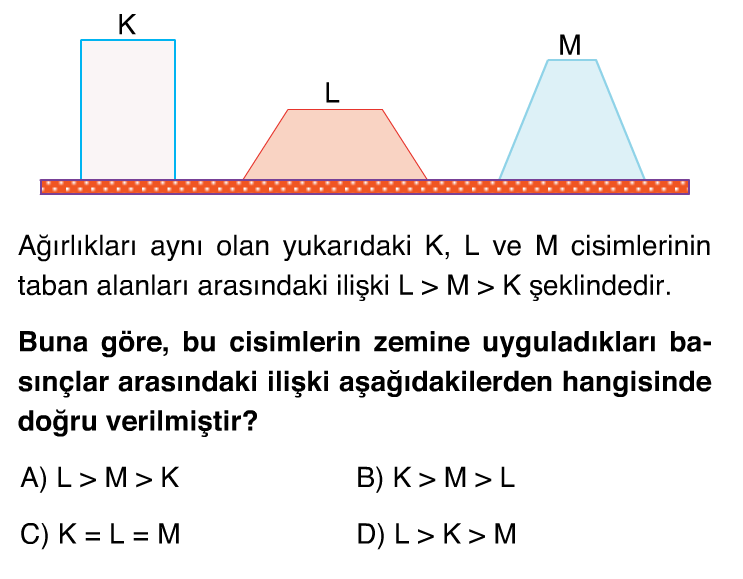 K
L
M
Ağırlıkları aynı olan yukarıdaki K, L ve M cisimlerinin
taban alanları arasındaki ilişki L > M > K şeklindedir.
Buna göre, bu cisimlerin zemine uyguladıkları ba-
sınçlar arasındaki ilişki aşağıdakilerden hangisinde
doğru verilmiştir?
A) L > M > K
B) K > M > L
C) K = L = M
D) L > K > M